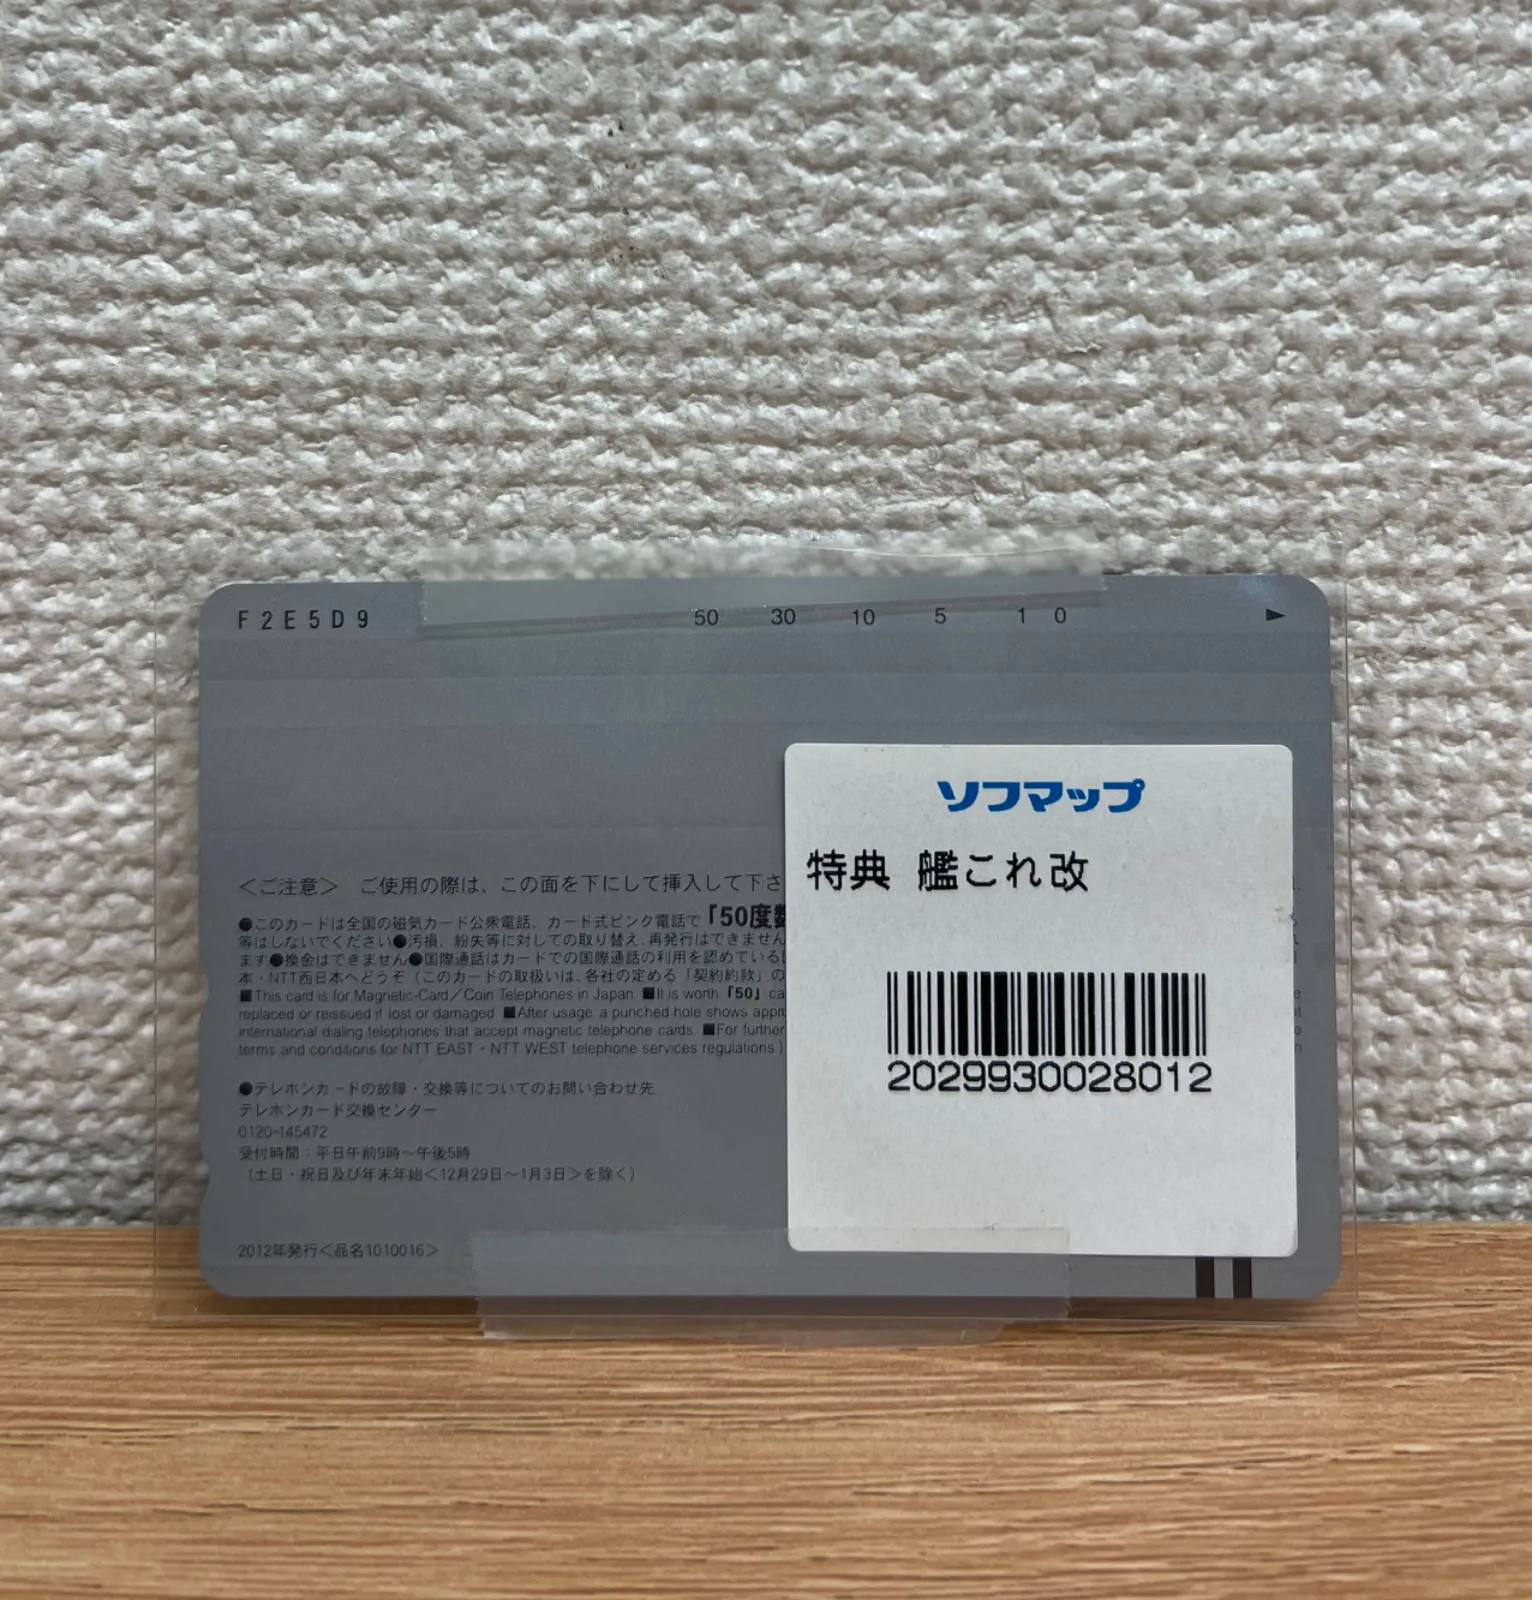 F2E5D9 50 30 10 5 1 0
ソフマップ
特典 艦これ改
2029930028012
＜ご注意＞ ご使用の際は、この面を下にして挿入して下さ
●このカードは全国の磁気カード公衆電話、カード式ピンク電話で「50度数
等はしないでください●汚損、紛失等に対しての取り替え、再発行はできません
ます●換金はできません●国際通話はカードでの国際通話の利用を認めている
本・NTT西日本へどうぞ（このカードの取扱いは、各社の定める「契約約款」の
■This card is for Magnetic-Card／Coin Telephones in Japan. ■It is worth「50」ca
replaced or reissued if lost or damaged ■After usage, a punched hole shows appro
international dialing telephones that accept magnetic telephone cards. ■For further
terms and conditions for NTT EAST・NTT WEST telephone services regulations）
●テレホンカードの故障・交換等についてのお問い合わせ先
テレホンカード交換センター
0120-145472
受付時間：平日午前9時～午後5時
（土日・祝日及び年末年始＜12月29日～1月3日＞を除く）
2012年発行＜品名1010016＞